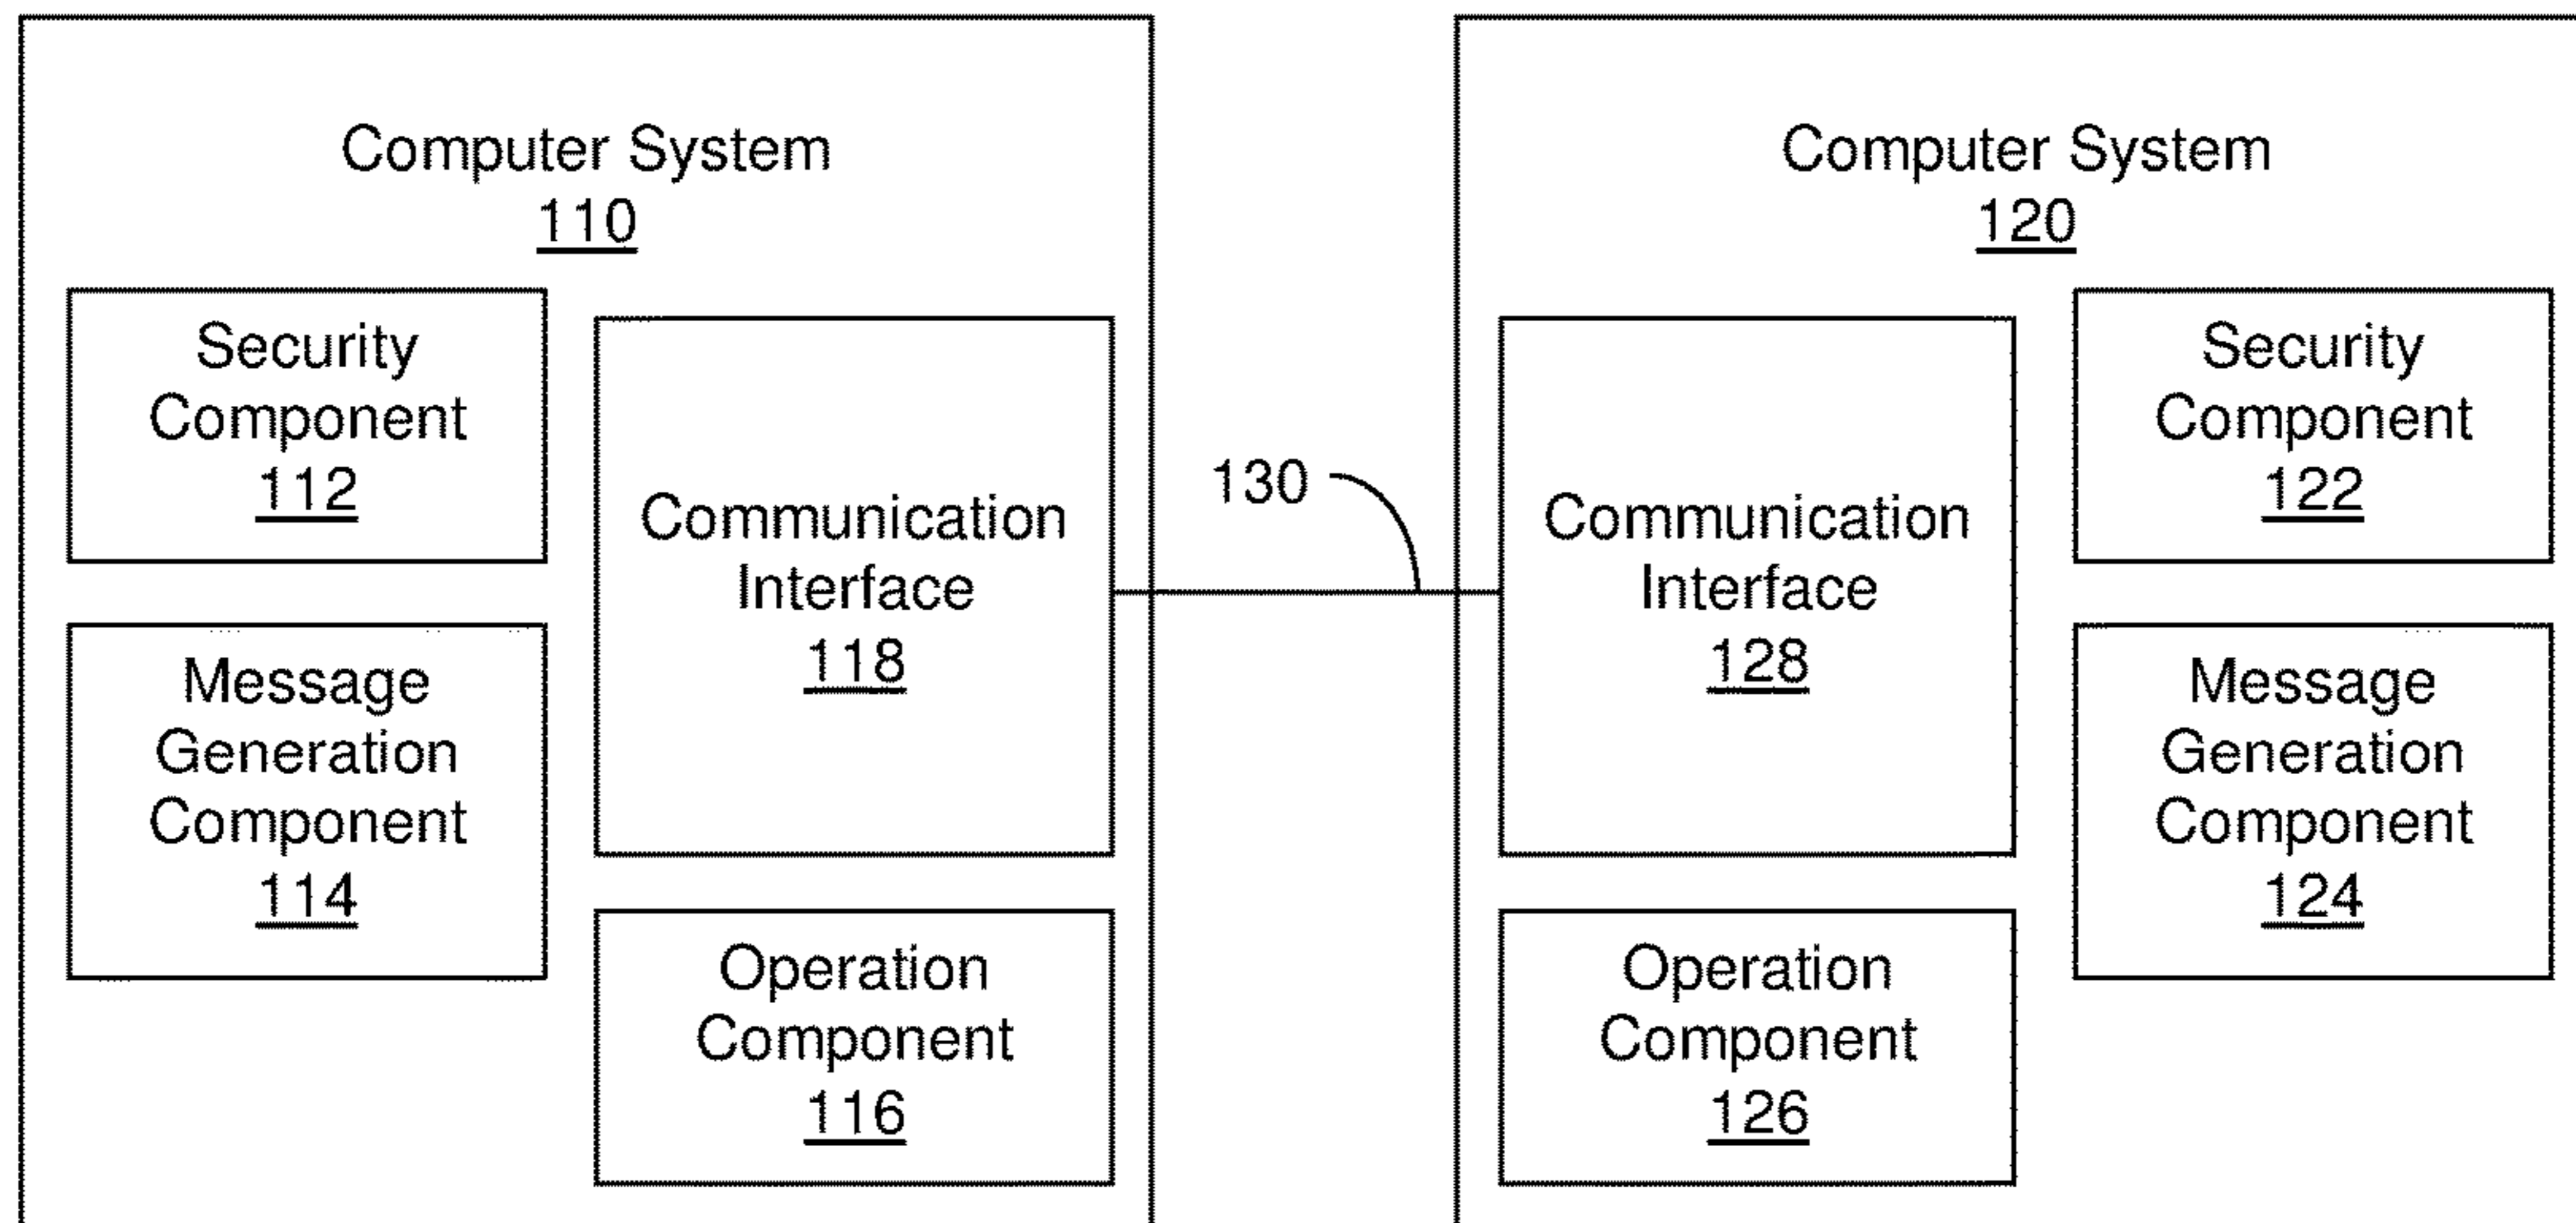 Computer System
110
Security
Component
112
Message
Generation
Component
114
Communication
Interface
118
Operation
Component
116
130
Computer System
120
Communication
Interface
128
Operation
Component
126
Security
Component
122
Message
Generation
Component
124